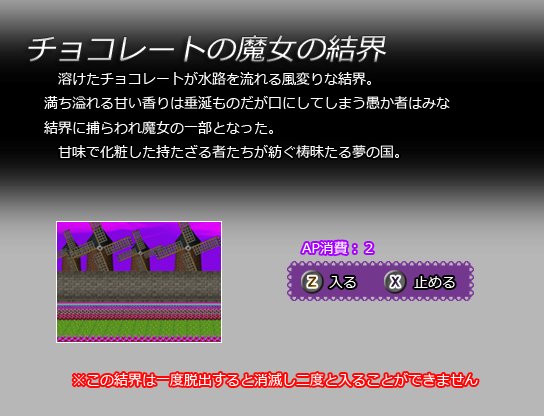 チョコレートの魔女の結界
溶けたチョコレートが水路を流れる風変りな結界。
満ち溢れる甘い香りは垂涎ものだが口にしてしまう愚か者はみな
結界に捕らわれ魔女の一部となった。
甘味で化粧した持たざる者たちが紡ぐ梼昧たる夢の国。
AP消費：２
Z 入る X 止める
※この結界は一度脱出すると消滅し二度と入ることができません